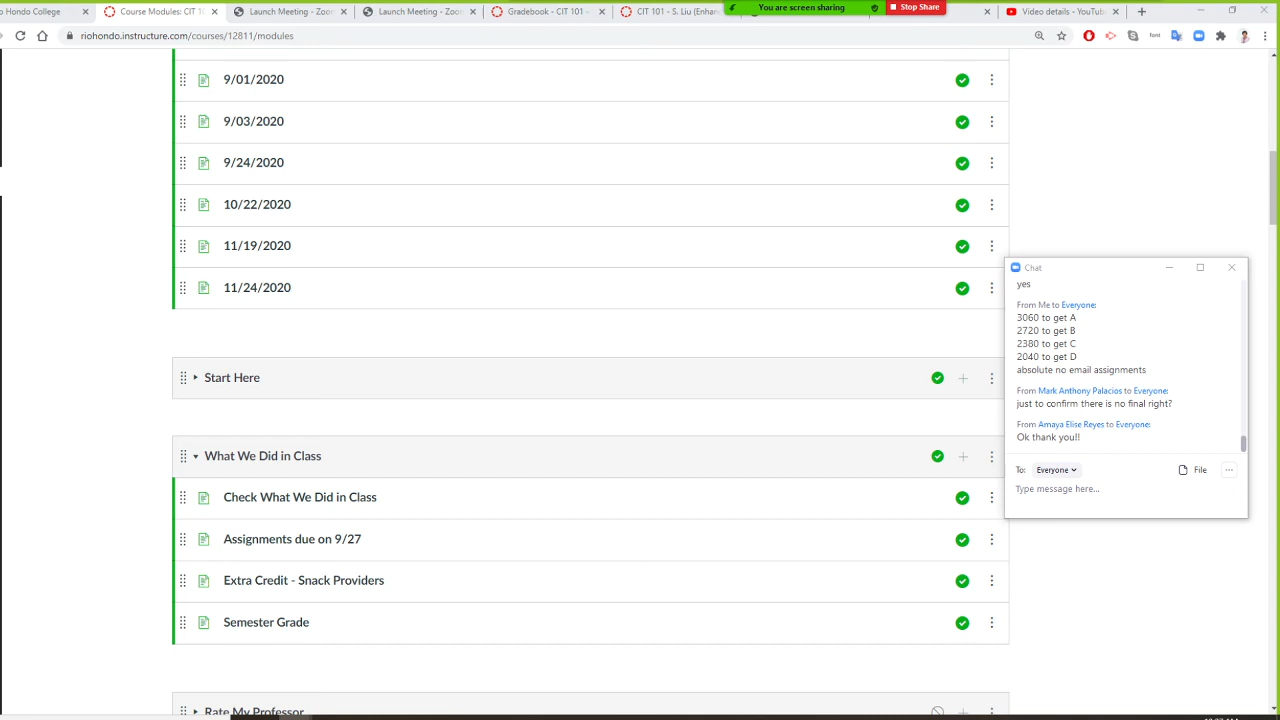 o Hondo College
Course Modules: CIT 10
Launch Meeting - Zoom
Launch Meeting - Zoom
Gradebook - CIT 101 -
CIT 101 - S. Liu (Enhan
You are screen sharing
Stop Share
Video details - YouTub
riohondo.instructure.com/courses/12811/modules
9/01/2020
9/03/2020
9/24/2020
10/22/2020
11/19/2020
11/24/2020
Start Here
What We Did in Class
Check What We Did in Class
Assignments due on 9/27
Extra Credit - Snack Providers
Semester Grade
Rate My Professor
Chat
yes
From Me to Everyone:
3060 to get A
2720 to get B
2380 to get C
2040 to get D
absolute no email assignments
From Mark Anthony Palacios to Everyone:
just to confirm there is no final right?
From Amaya Elise Reyes to Everyone:
Ok thank you!!
To: Everyone
File
Type message here...